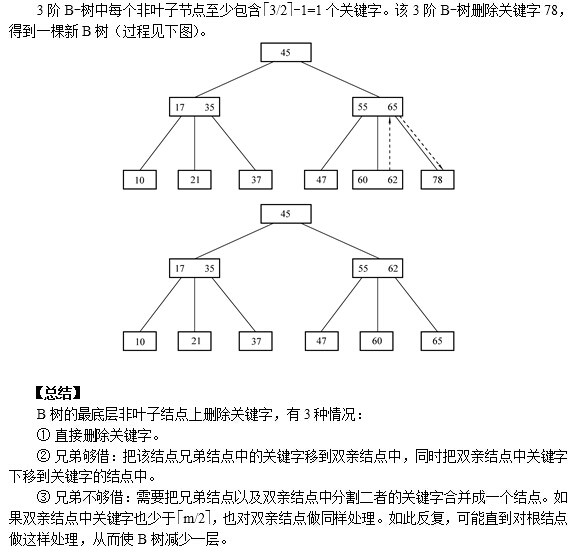 3阶B-树中每个非叶子节点至少包含⌈3/2⌉-1=1个关键字。该3阶B-树删除关键字78,
得到一棵新B树(过程见下图)。
45
17 35 55 65
10 21 37 47 60 62 78
45
17 35 55 62
10 21 37 47 60 65
【总结】
B树的最底层非叶子结点上删除关键字,有3种情况:
① 直接删除关键字。
② 兄弟够借:把该结点兄弟结点中的关键字移到双亲结点中,同时把双亲结点中关键字
下移到关键字的结点中。
③ 兄弟不够借:需要把兄弟结点以及双亲结点中分割二者的关键字合并成一个结点。如
果双亲结点中关键字也少于⌈m/2⌉,也对双亲结点做同样处理。如此反复,可能直到对根结点
做这样处理,从而使B树减少一层。